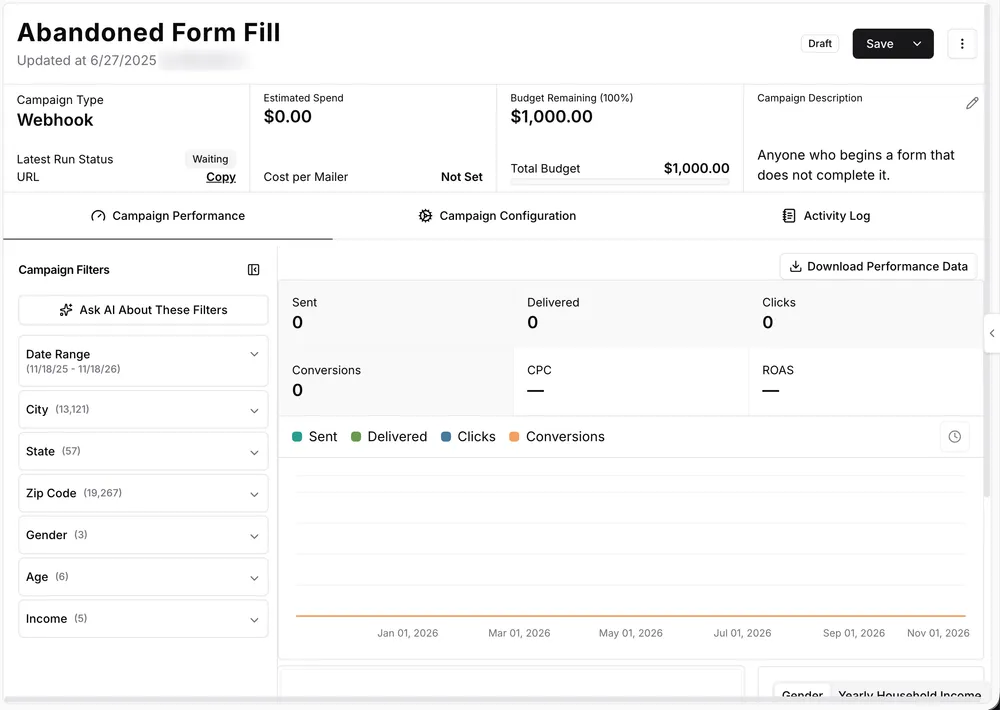 Abandoned Form Fill
Updated at 6/27/2025
Draft
Save
Campaign Type
Webhook
Latest Run Status
Waiting
URL
Copy
Estimated Spend
$0.00
Cost per Mailer
Not Set
Budget Remaining (100%)
$1,000.00
Total Budget
$1,000.00
Campaign Description
Anyone who begins a form that
does not complete it.
Campaign Performance
Campaign Configuration
Activity Log
Campaign Filters
Ask AI About These Filters
Date Range
(11/18/25 - 11/18/26)
City (13,121)
State (57)
Zip Code (19,267)
Gender (3)
Age (6)
Income (5)
Download Performance Data
Sent
0
Delivered
0
Clicks
0
Conversions
0
CPC
—
ROAS
—
Sent
Delivered
Clicks
Conversions
Jan 01, 2026
Mar 01, 2026
May 01, 2026
Jul 01, 2026
Sep 01, 2026
Nov 01, 2026
Gender
Yearly Household Income